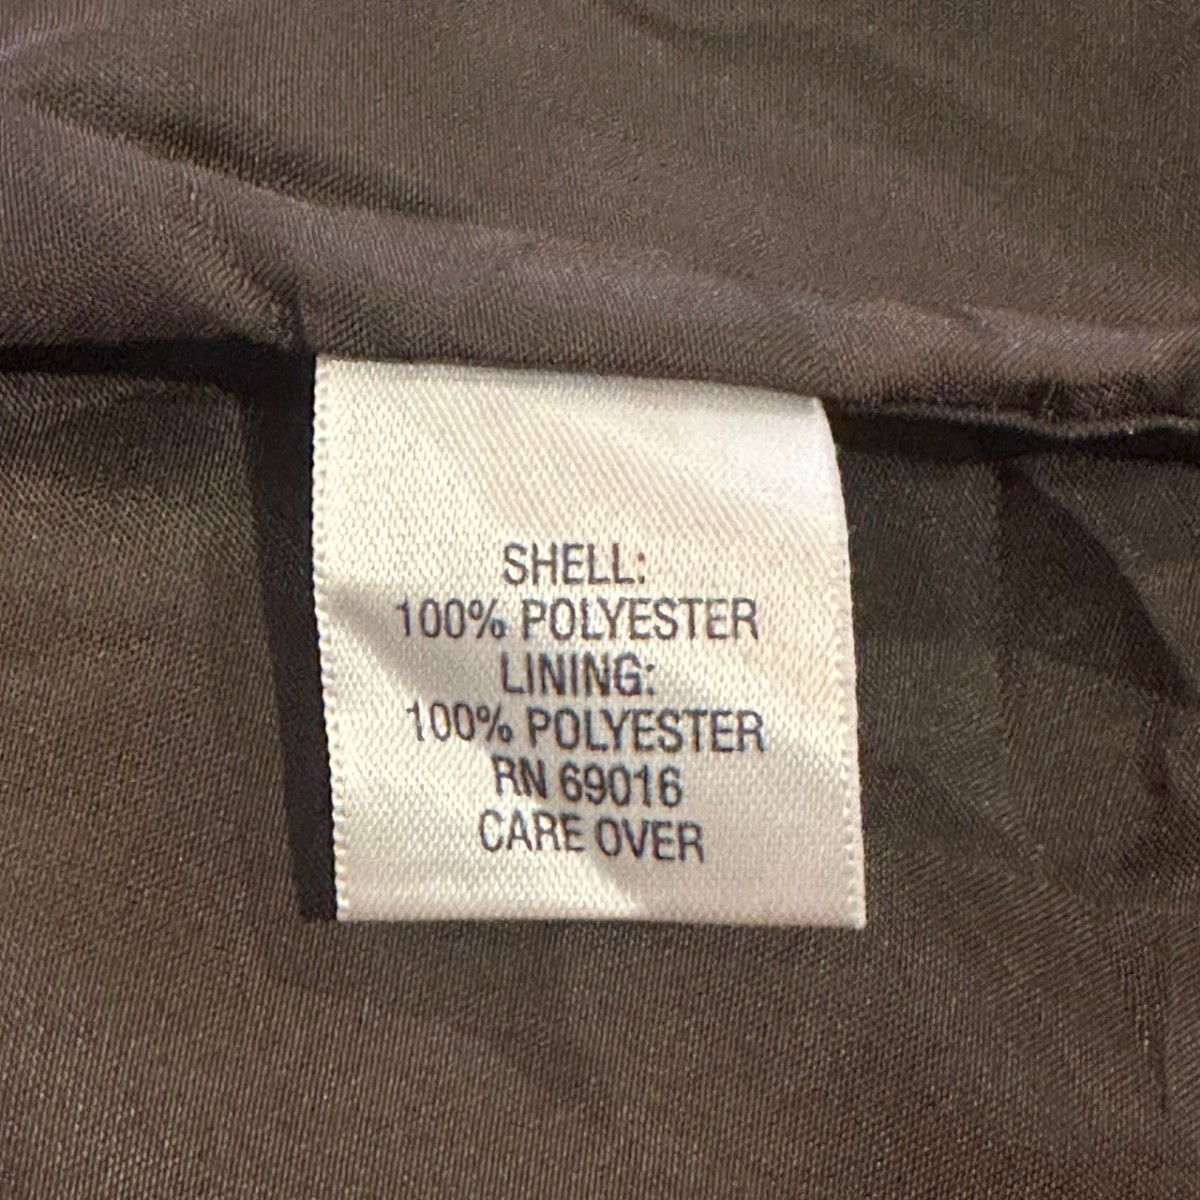 SHELL:
100% POLYESTER
LINING:
100% POLYESTER
RN 69016
CARE OVER